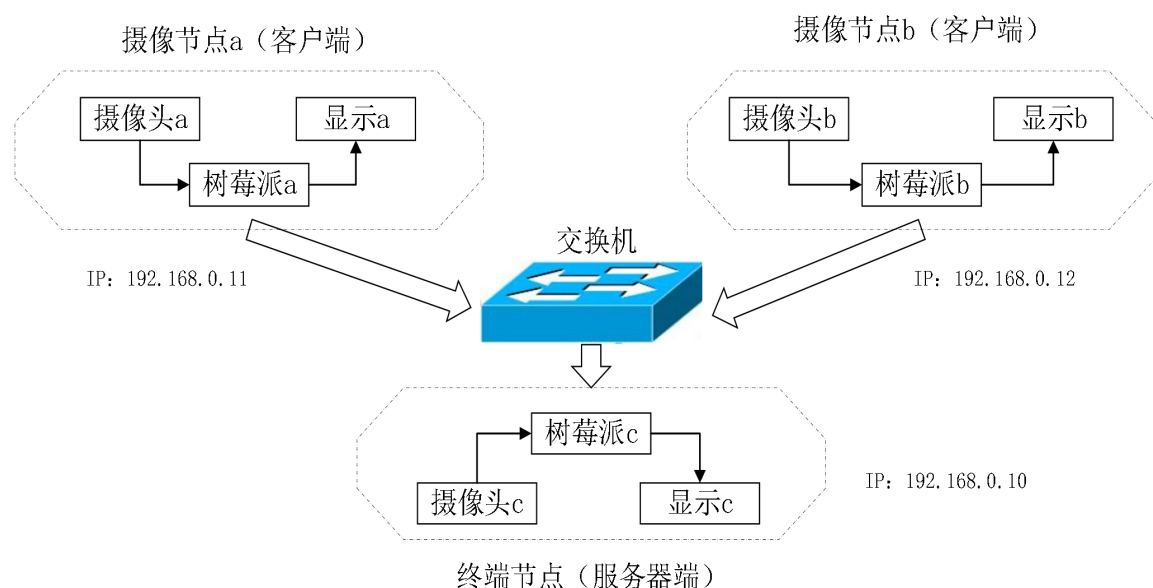 摄像节点a（客户端）
摄像节点b（客户端）
摄像头a
显示a
树莓派a
摄像头b
显示b
树莓派b
交换机
IP：192.168.0.11
IP：192.168.0.12
树莓派c
摄像头c
显示c
IP：192.168.0.10
终端节点（服务器端）